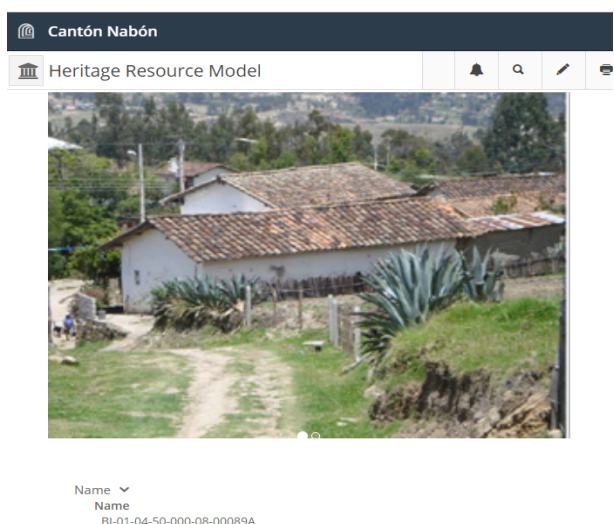 Cantón Nabón
Heritage Resource Model
Name
Name
BI-01-04-50-000-08-00089A